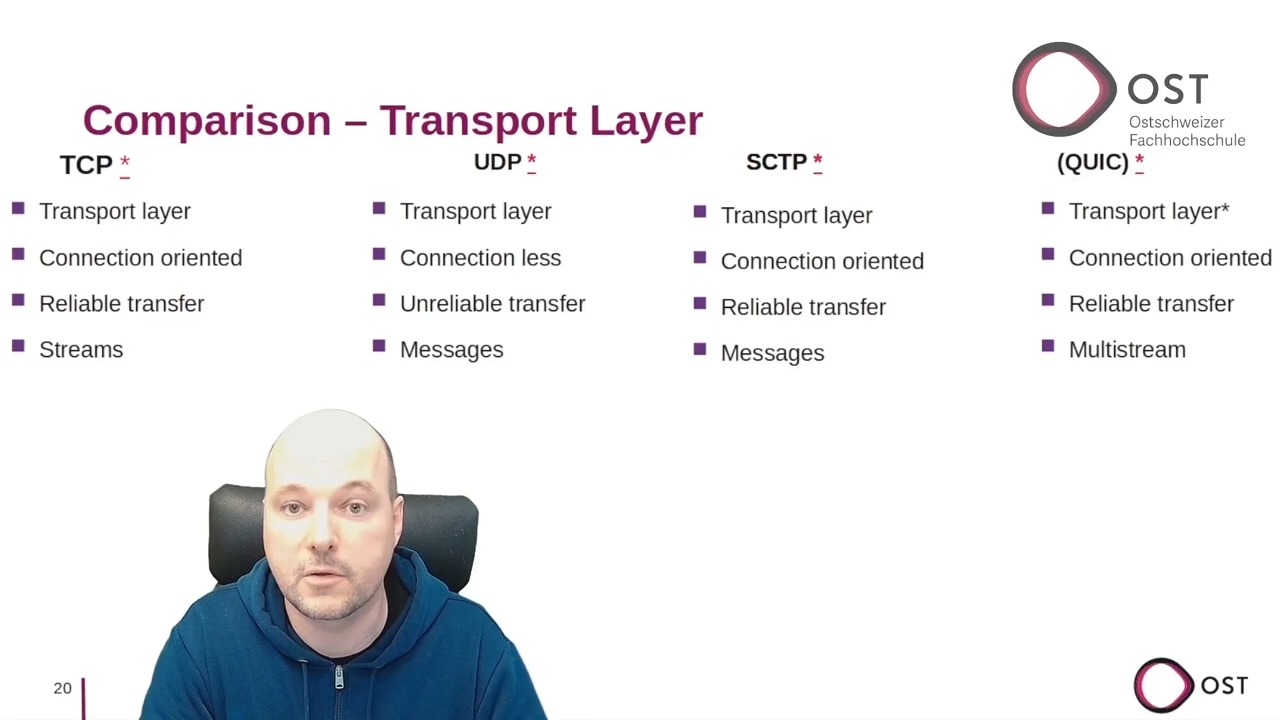 OST
Ostschweizer
Fachhochschule
Comparison – Transport Layer
TCP *
Transport layer
Connection oriented
Reliable transfer
Streams
UDP *
Transport layer
Connection less
Unreliable transfer
Messages
SCTP *
Transport layer
Connection oriented
Reliable transfer
Messages
(QUIC) *
Transport layer*
Connection oriented
Reliable transfer
Multistream
20
OST